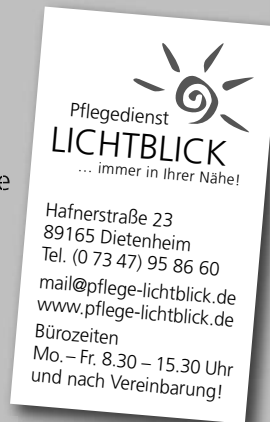 e
Pflegedienst
LICHTBLICK
... immer in Ihrer Nähe!
Hafnerstraße 23
89165 Dietenheim
Tel. (0 73 47) 95 86 60
mail@pflege-lichtblick.de
www.pflege-lichtblick.de
Bürozeiten
Mo. – Fr. 8.30 – 15.30 Uhr
und nach Vereinbarung!